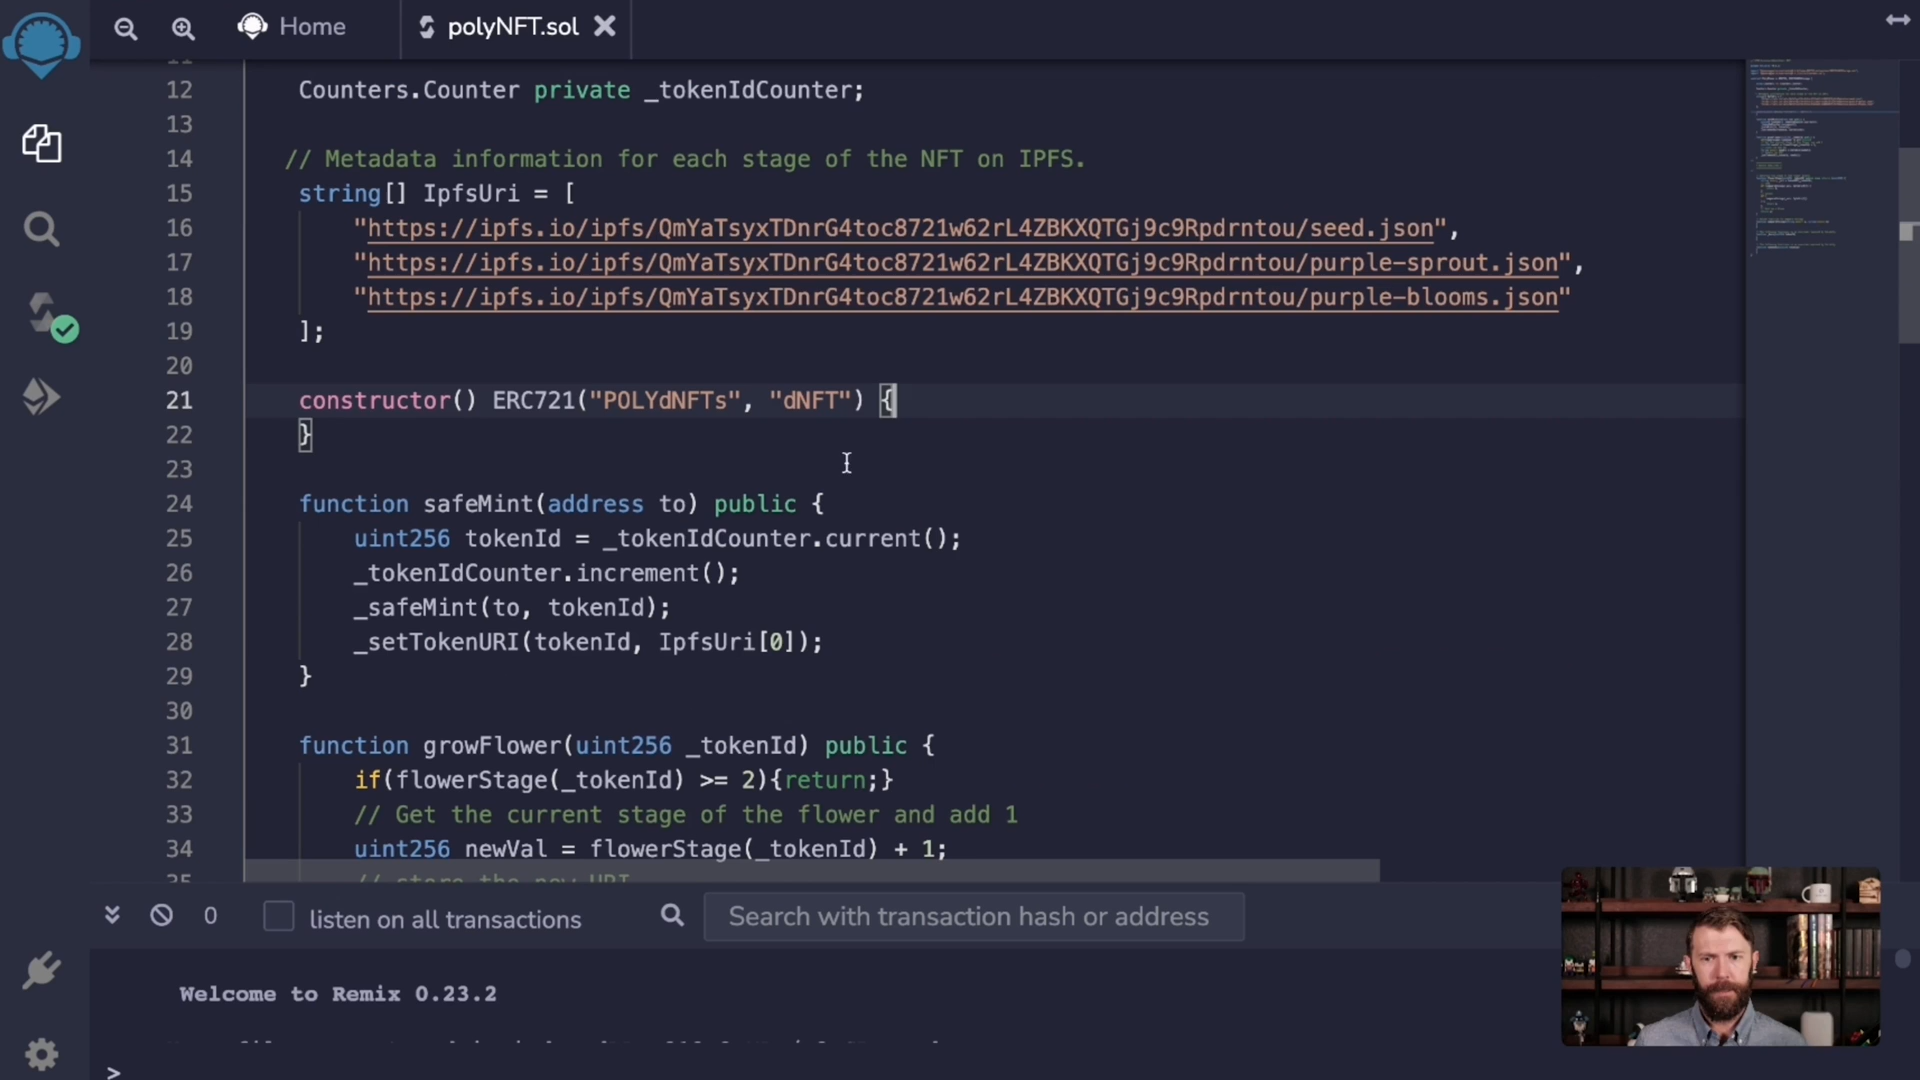 Home
polyNFT.sol
11
12 Counters.Counter private _tokenIdCounter;
13
14 // Metadata information for each stage of the NFT on IPFS.
15 string[] IpfsUri = [
16 "https://ipfs.io/ipfs/QmYaTsyxTDnrG4toc8721w62rL4ZBKXQTGj9c9Rpdrntou/seed.json",
17 "https://ipfs.io/ipfs/QmYaTsyxTDnrG4toc8721w62rL4ZBKXQTGj9c9Rpdrntou/purple-sprout.json",
18 "https://ipfs.io/ipfs/QmYaTsyxTDnrG4toc8721w62rL4ZBKXQTGj9c9Rpdrntou/purple-blooms.json"
19 ];
20
21 constructor() ERC721("POLYdNFTs", "dNFT") {
22 }
23
24 function safeMint(address to) public {
25 uint256 tokenId = _tokenIdCounter.current();
26 _tokenIdCounter.increment();
27 _safeMint(to, tokenId);
28 _setTokenURI(tokenId, IpfsUri[0]);
29 }
30
31 function growFlower(uint256 _tokenId) public {
32 if(flowerStage(_tokenId) >= 2){return;}
33 // Get the current stage of the flower and add 1
34 uint256 newVal = flowerStage(_tokenId) + 1;
35 // store the new URI
0 listen on all transactions Search with transaction hash or address
Welcome to Remix 0.23.2
>